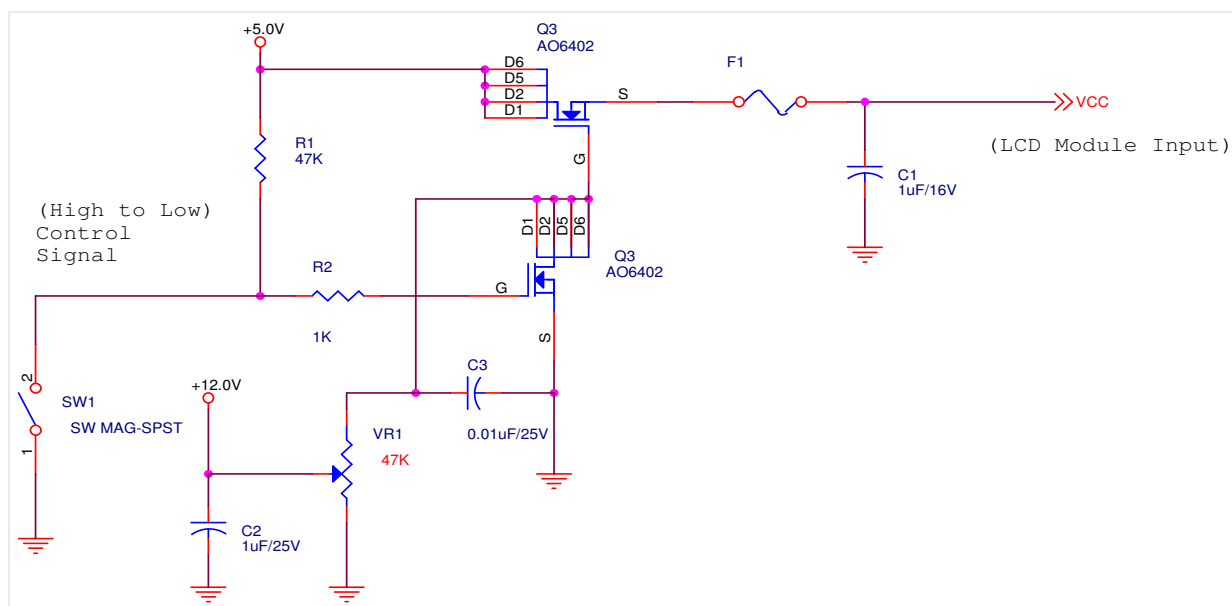 +5.0V
Q3
AO6402
D6
D5
D2
D1
S
G
F1
VCC
(LCD Module Input)
C1
1uF/16V
R1
47K
(High to Low)
Control
Signal
D1
D2
D5
D6
Q3
AO6402
G
S
R2
1K
C3
0.01uF/25V
+12.0V
2
SW1
SW MAG-SPST
1
VR1
47K
C2
1uF/25V